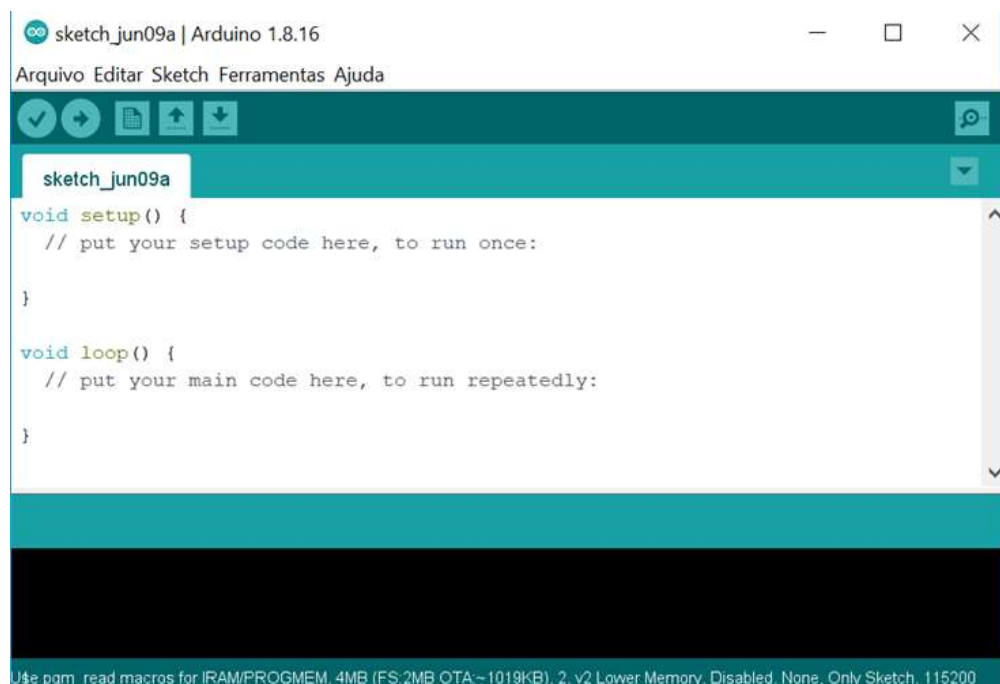 sketch_jun09a | Arduino 1.8.16
Arquivo Editar Sketch Ferramentas Ajuda
sketch_jun09a
void setup() {
// put your setup code here, to run once:
}
void loop() {
// put your main code here, to run repeatedly:
}
Use pgm_read macros for IRAM/PROGMEM, 4MB (FS:2MB OTA:~1019KB), 2, v2 Lower Memory, Disabled, None, Only Sketch, 115200